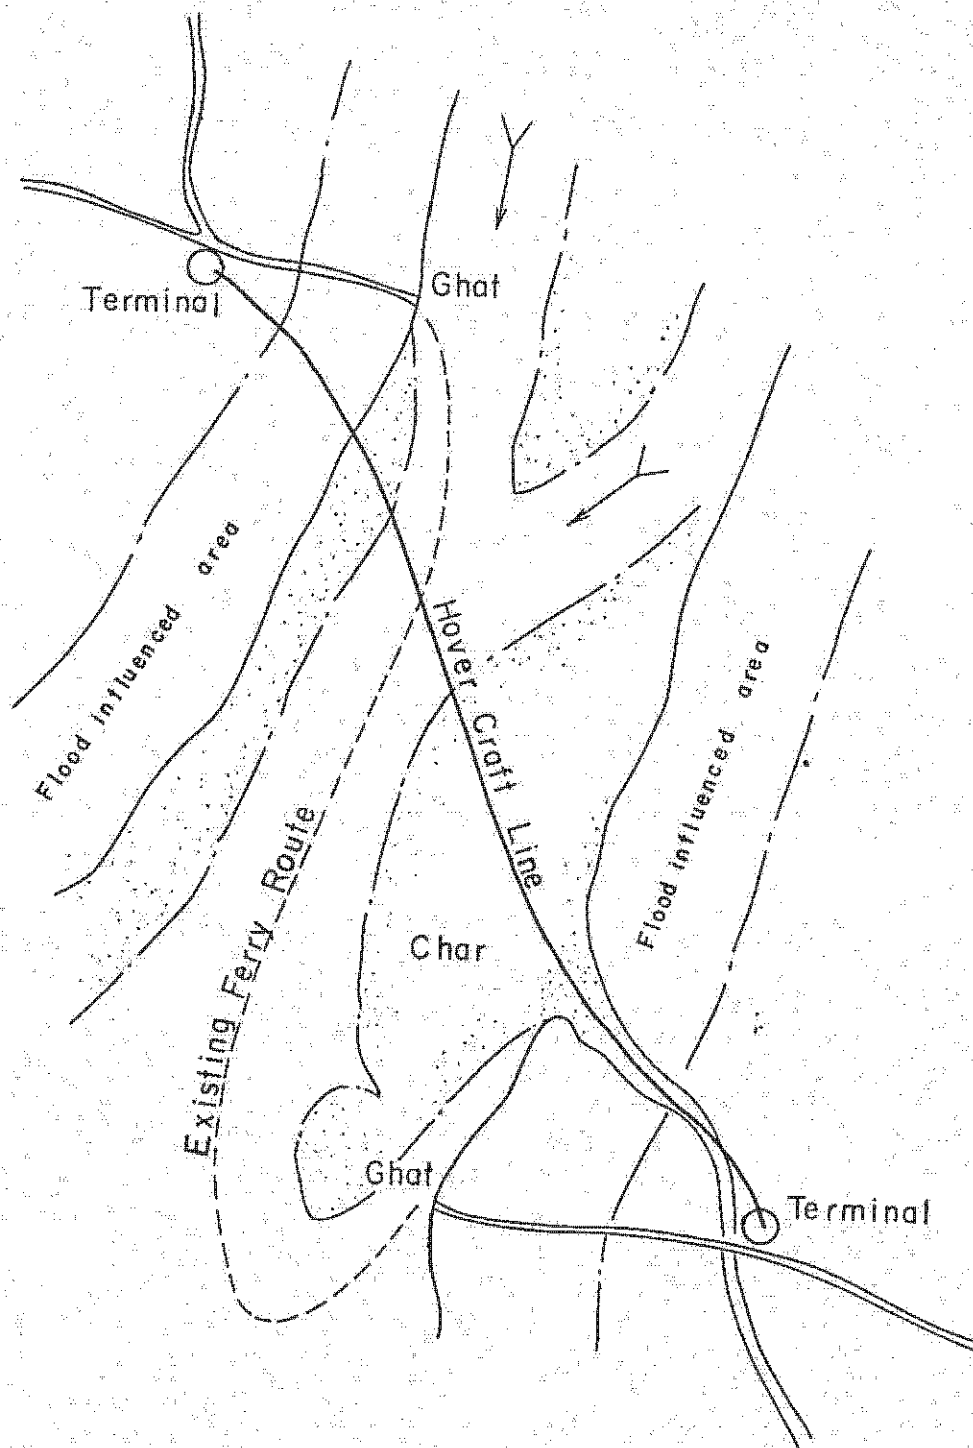 Ghat
Terminal
Flood influenced area
Hover Craft Line
Flood influenced area
Existing Ferry Route
Char
Ghat
Terminal